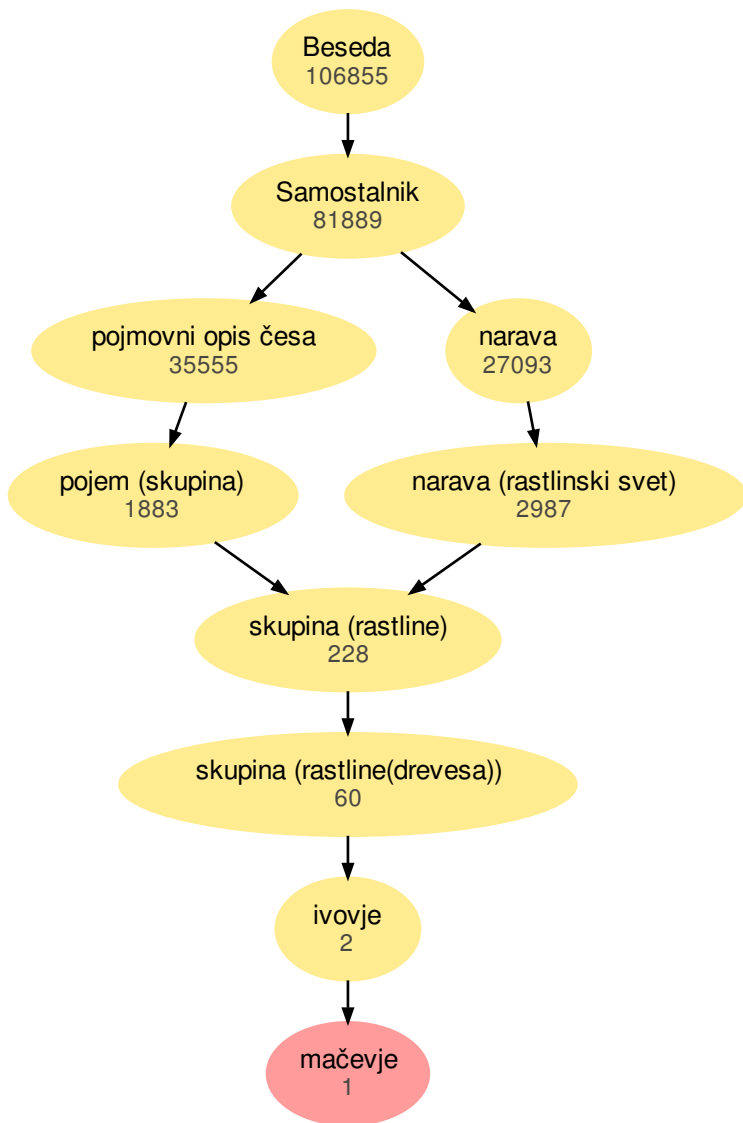 Beseda
106855
Samostalnik
81889
pojmovni opis česa
35555
narava
27093
pojem (skupina)
1883
narava (rastlinski svet)
2987
skupina (rastline)
228
skupina (rastline(drevesa))
60
ivovje
2
mačevje
1